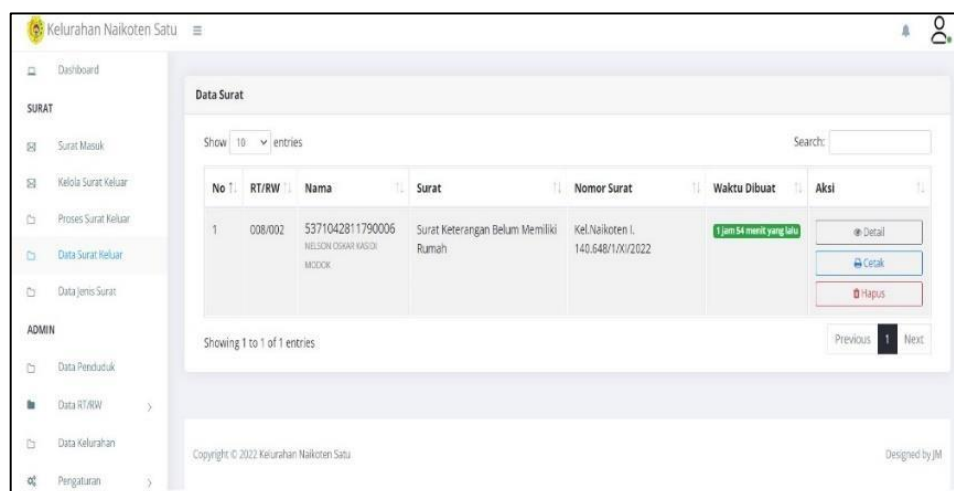 Kelurahan Naikoten Satu
Dashboard
SURAT
Surat Masuk
Kelola Surat Keluar
Proses Surat Keluar
Data Surat Keluar
Data Jenis Surat
ADMIN
Data Penduduk
Data RT/RW
Data Kelurahan
Pengaturan
Data Surat
Show 10 entries
Search:
No RT/RW Nama Surat Nomor Surat Waktu Dibuat Aksi
1 008/002 5371042811790006 Surat Keterangan Belum Memiliki Kel.Naikoten I. 1 jam 54 menit yang lalu Detail
NELSON OSKAR Rumah 140.648/1/XI/2022 Cetak
Hapus
Showing 1 to 1 of 1 entries
Previous 1 Next
Copyright © 2022 Kelurahan Naikoten Satu
Designed by JM